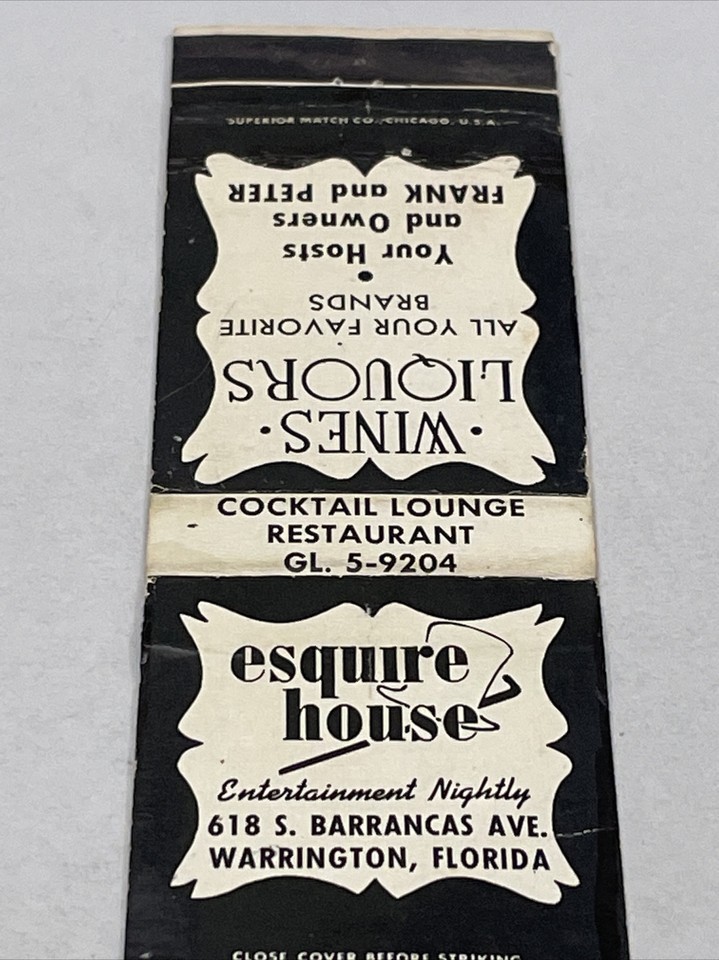 SUPERIOR MATCH CO., CHICAGO, U.S.A.
• WINES •
LIQUORS
ALL YOUR FAVORITE
BRANDS
•
Your Hosts
and Owners
FRANK and PETER
COCKTAIL LOUNGE
RESTAURANT
GL. 5-9204
esquire
house
Entertainment Nightly
618 S. BARRANCAS AVE.
WARRINGTON, FLORIDA
CLOSE COVER BEFORE STRIKING